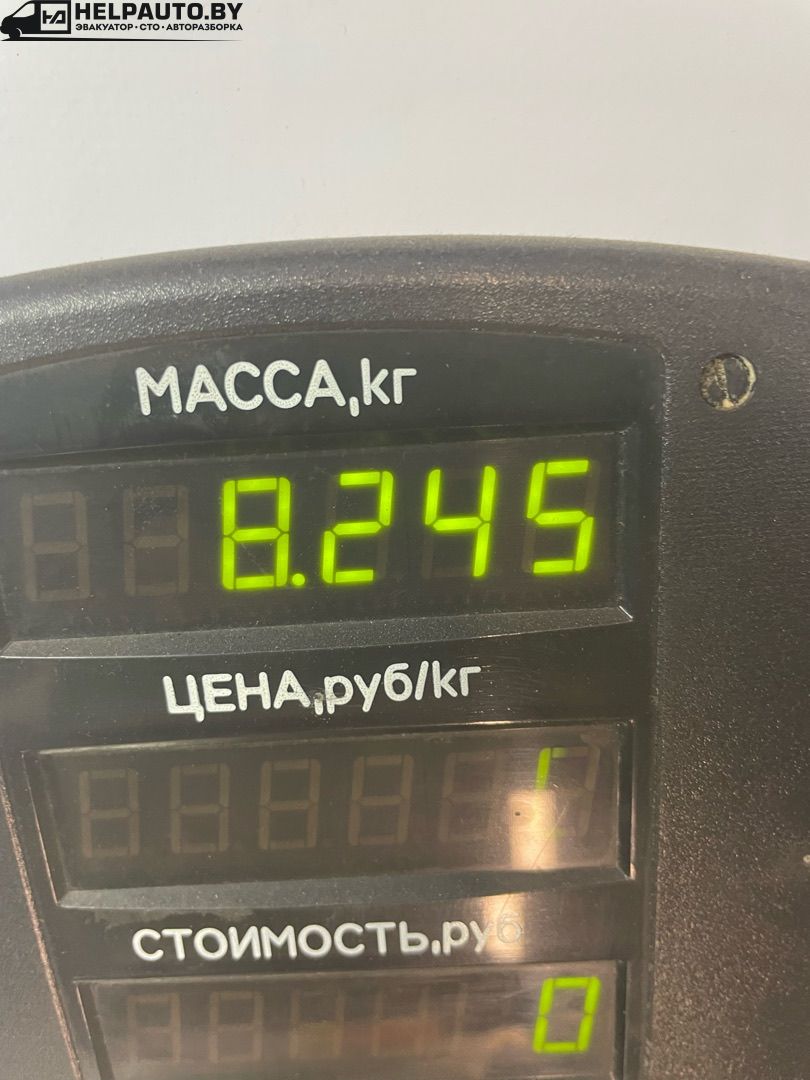 HELPAUTO.BY
ЭВАКУАТОР • СТО • АВТОРАЗБОРКА
МАССА,кг
8.245
ЦЕНА,руб/кг
СТОИМОСТЬ,руб
0